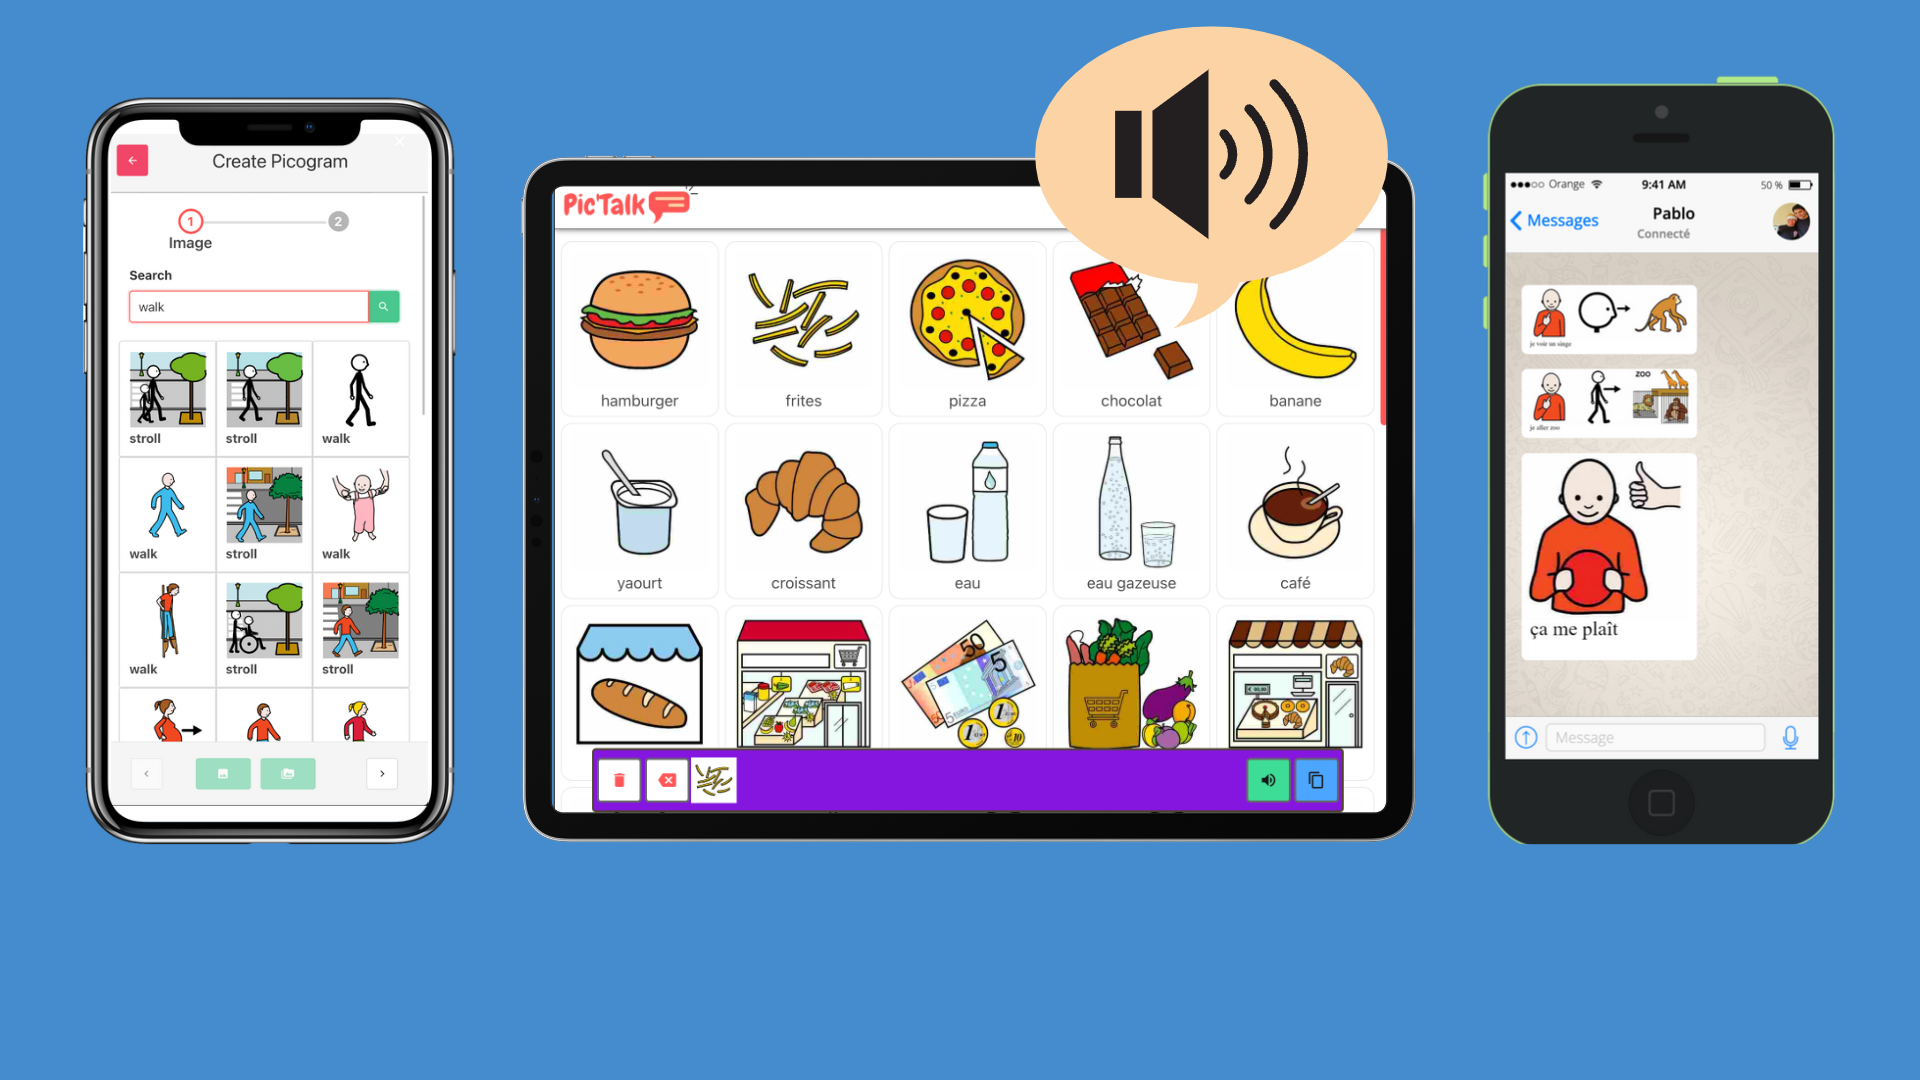 Create Picogram
1
2
Image
Search
walk
stroll
stroll
walk
walk
stroll
walk
walk
stroll
stroll
Pic'Talk
hamburger
frites
pizza
chocolat
banane
yaourt
croissant
eau
eau gazeuse
café
50
5
Orange
9:41 AM
50 %
Messages
Pablo
Connecté
je voir un singe
ZOO
je aller zoo
ça me plaît
Message